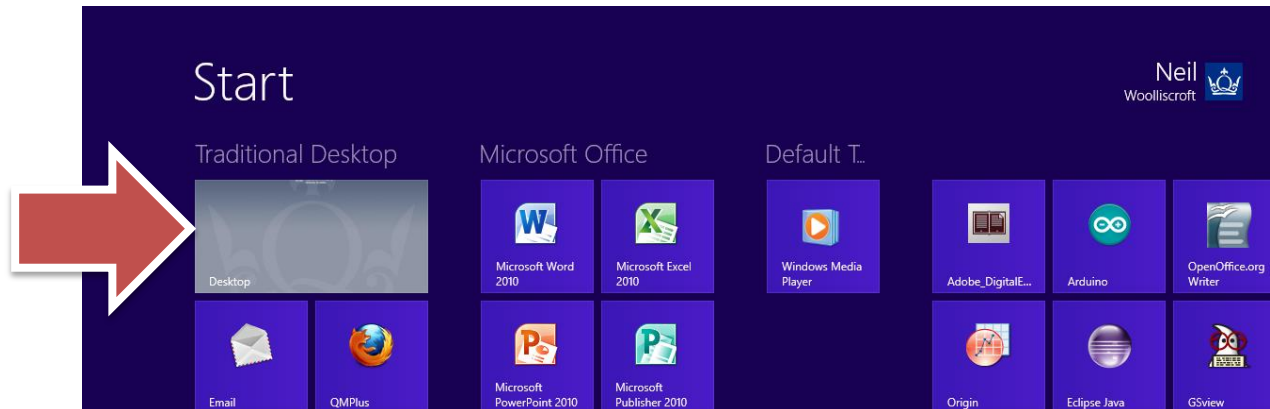 Start
Neil
Woolliscroft
Traditional Desktop
Microsoft Office
Default T...
Desktop
Microsoft Word
2010
Microsoft Excel
2010
Windows Media
Player
Adobe_DigitalE...
Arduino
OpenOffice.org
Writer
Email
QMPlus
Microsoft
PowerPoint 2010
Microsoft
Publisher 2010
Origin
Eclipse Java
GSview